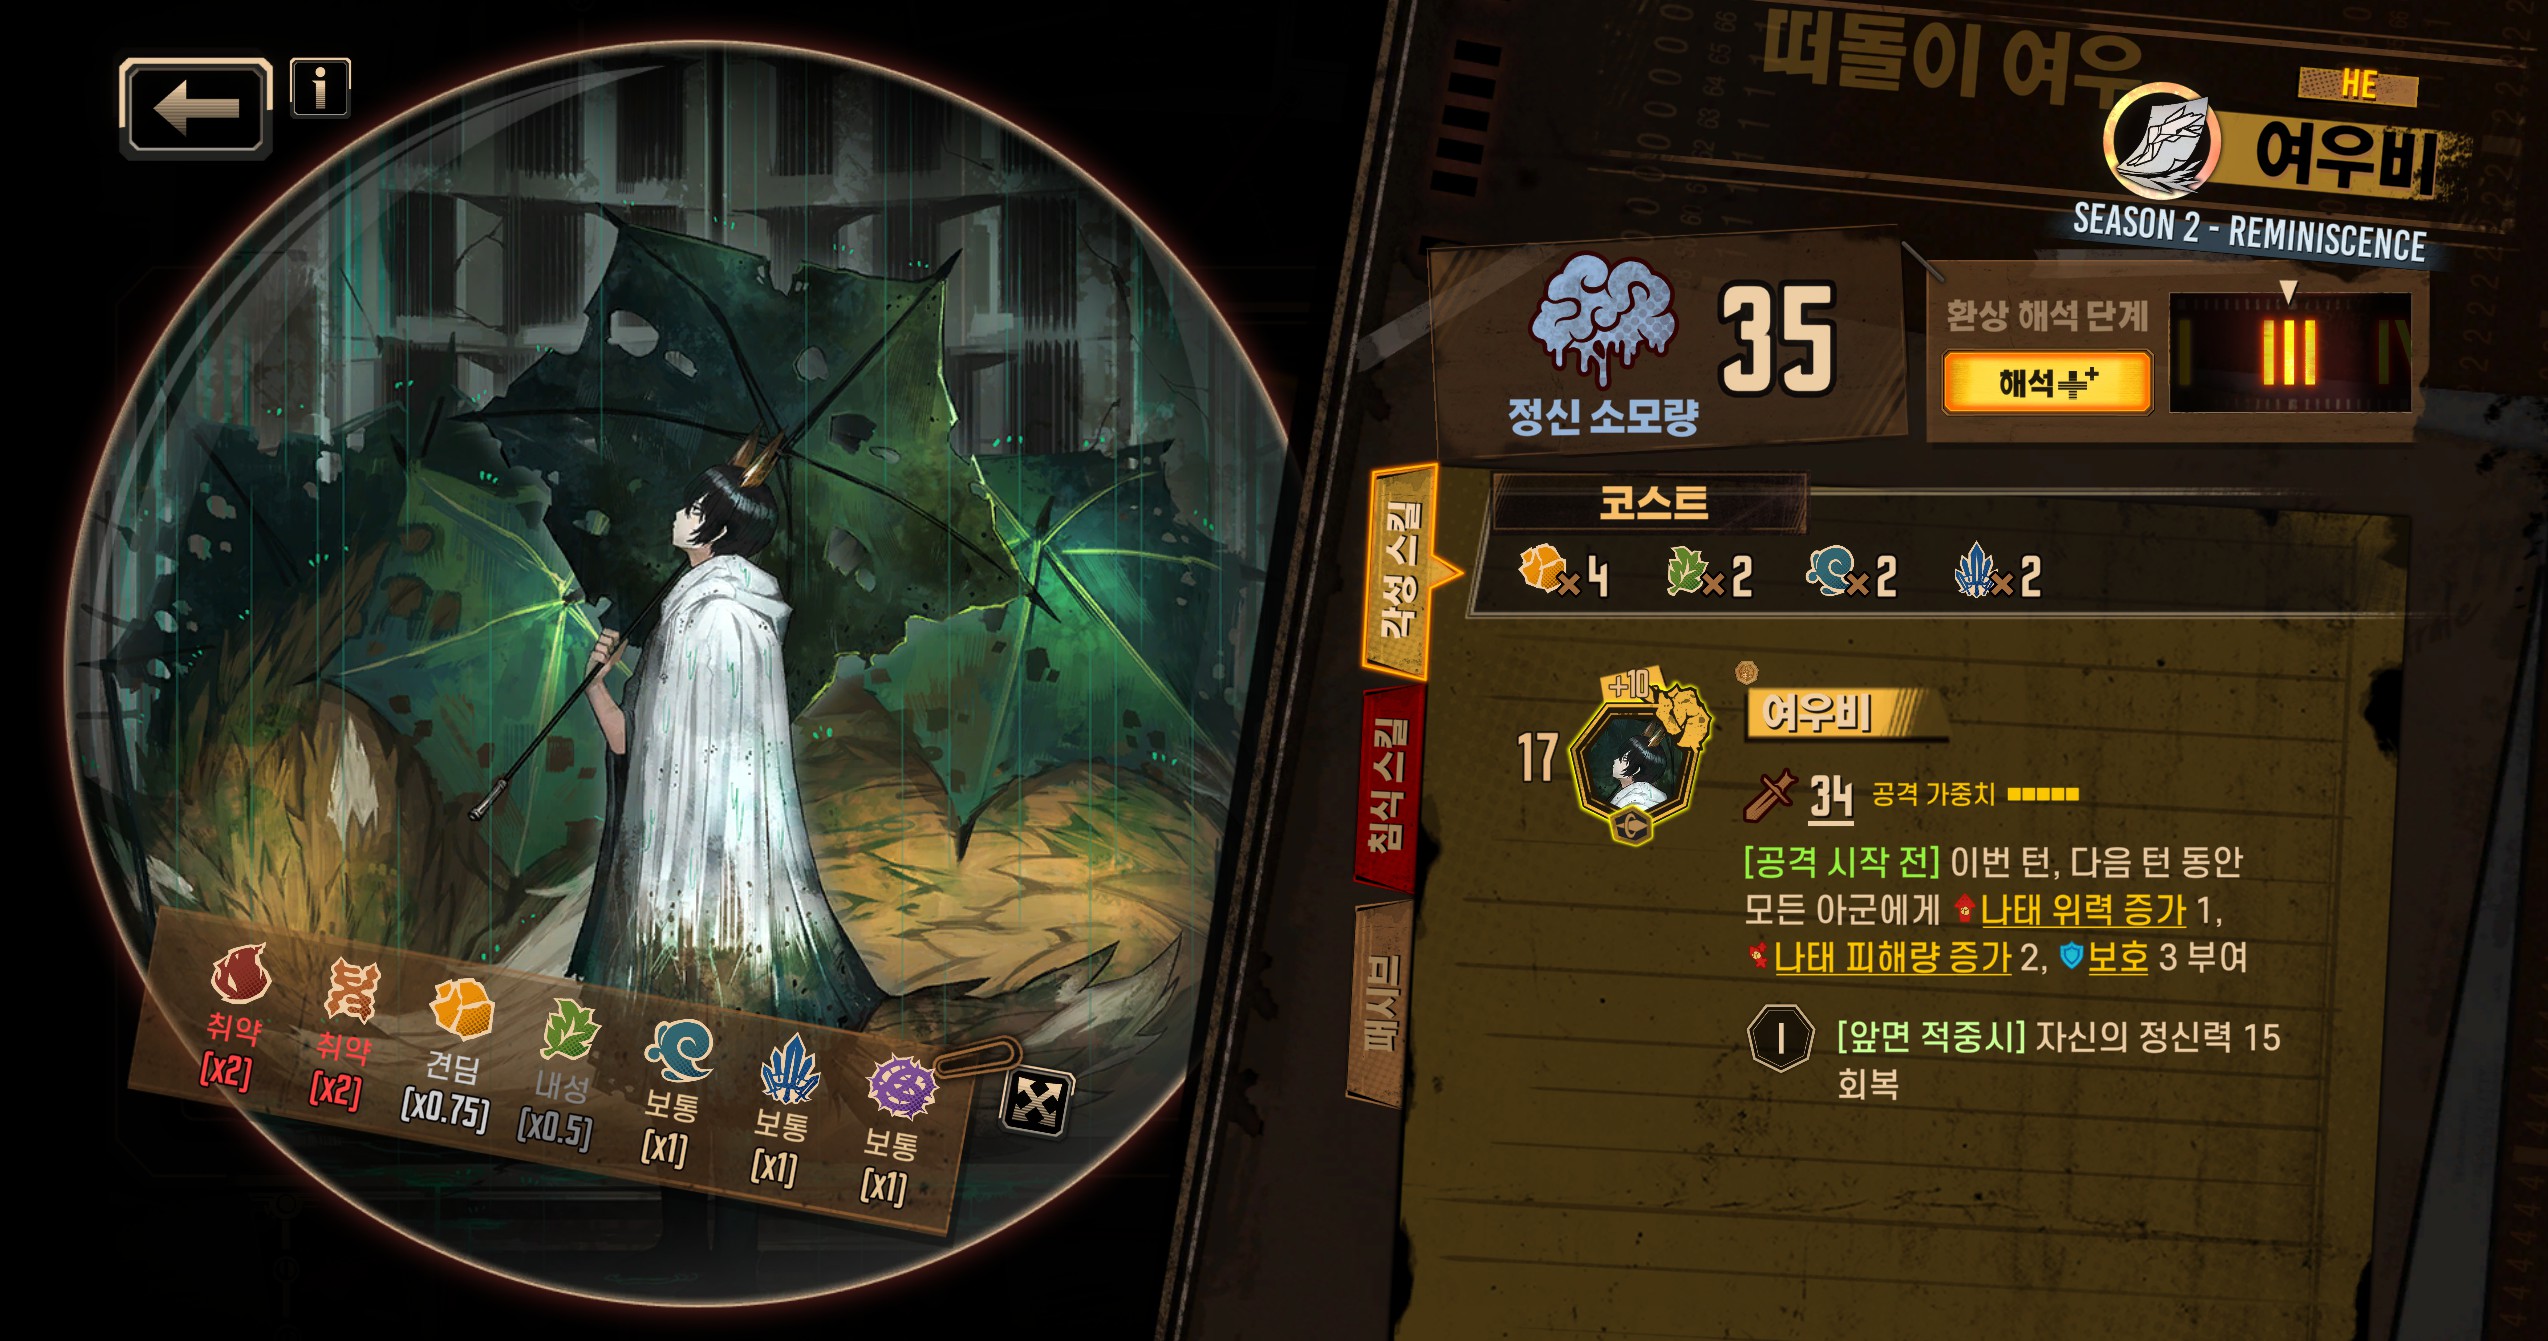 떠돌이 여우
HE
여우비
SEASON 2 - REMINISCENCE
35
정신 소모량
환상 해석 단계
해석
III
각성 스킬
침식 스킬
패시브
코스트
×4 ×2 ×2 ×2
+10
17
여우비
34 공격 가중치
[공격 시작 전] 이번 턴, 다음 턴 동안
모든 아군에게 나태 위력 증가 1,
나태 피해량 증가 2, 보호 3 부여
I [앞면 적중시] 자신의 정신력 15
회복
취약 취약 견딤 내성 보통 보통 보통
[x2] [x2] [x0.75] [x0.5] [x1] [x1] [x1]